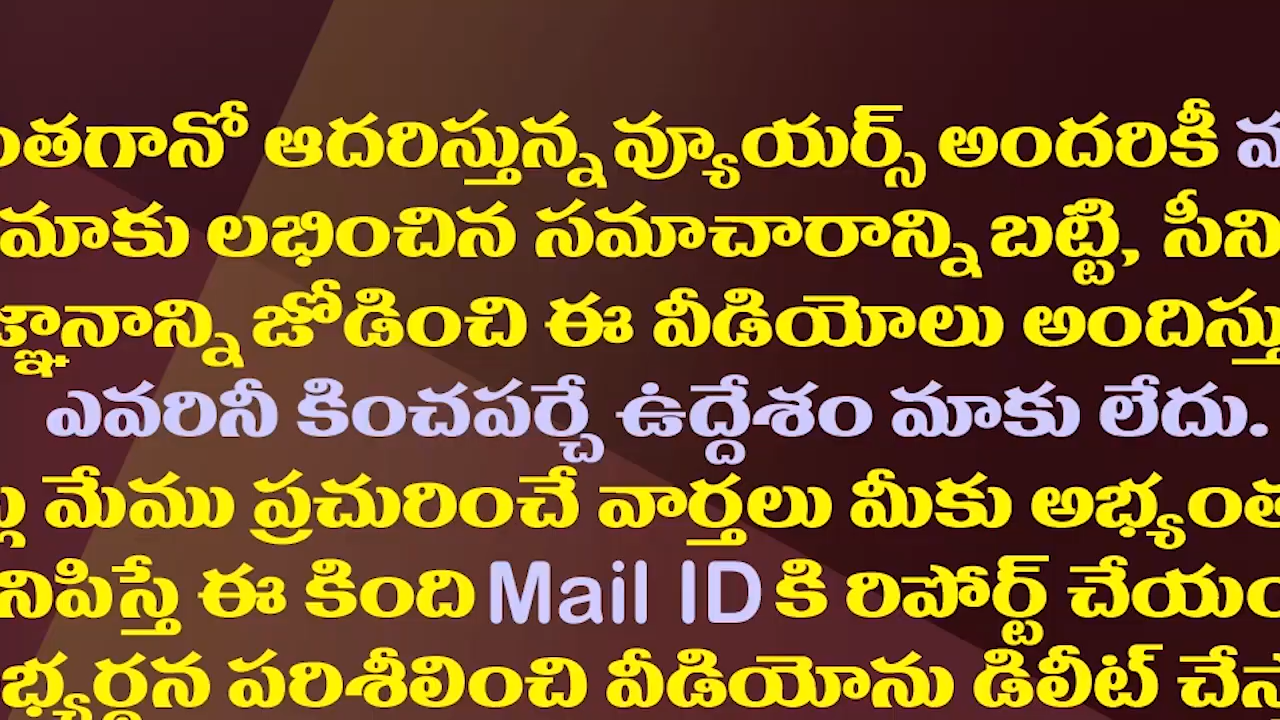 ంతగానో ఆదరిస్తున్న వ్యూయర్స్ అందరికీ
మాకు లభించిన సమాచారాన్ని బట్టి, సీని
జ్ఞానాన్ని జోడించి ఈ వీడియోలు అందిస్తు
ఎవరినీ కించపర్చే ఉద్దేశం మాకు లేదు.
మేము ప్రచురించే వార్తలు మీకు అభ్యంత
నిపిస్తే ఈ కింది Mail ID కి రిపోర్ట్ చేయం
భ్యర్థన పరిశీలించి వీడియోను డిలీట్ చేస